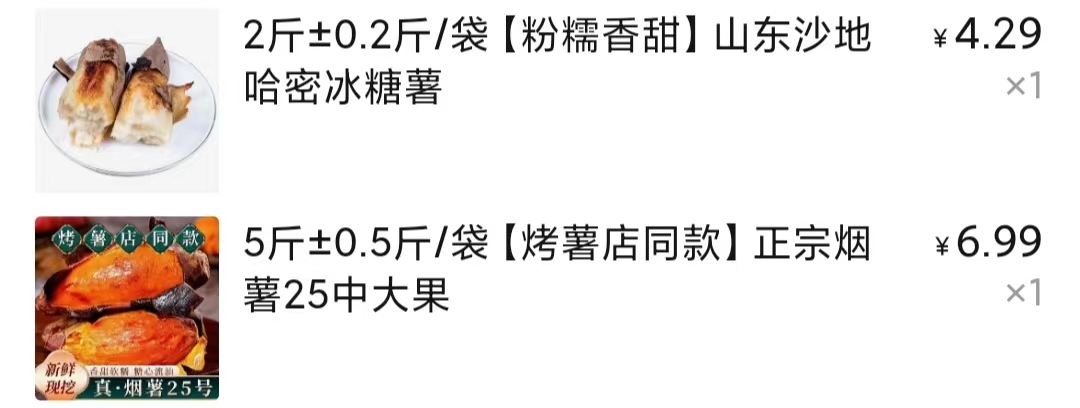 2斤±0.2斤/袋【粉糯香甜】山东沙地
哈密冰糖薯
¥4.29
×1
烤薯店同款
新鲜
现挖
香甜软糯 糖心流油
真·烟薯25号
5斤±0.5斤/袋【烤薯店同款】正宗烟
薯25中大果
¥6.99
×1